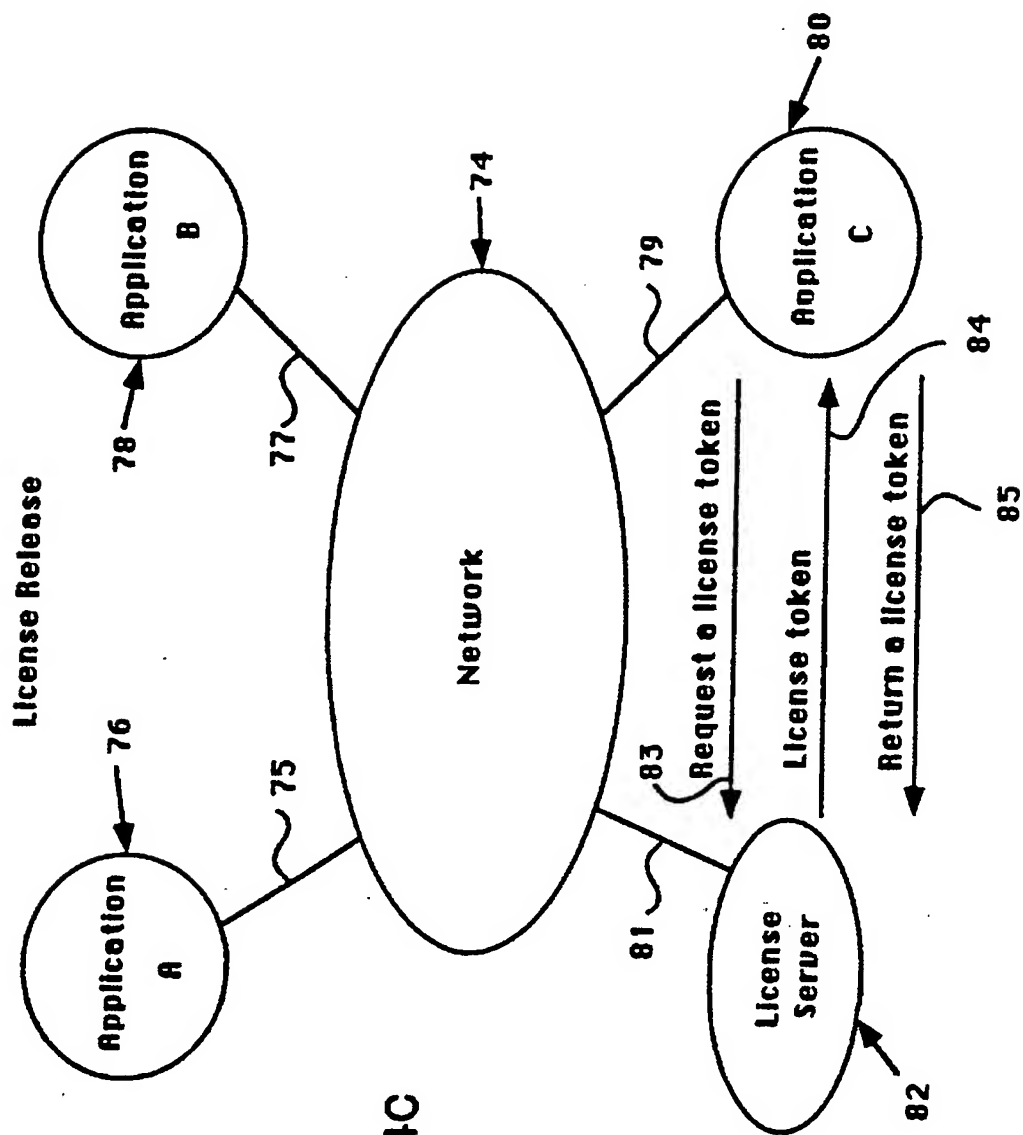 License Release
Application
A
76
75
Application
B
78
77
Network
74
License
Server
82
81
Application
C
80
79
83
Request a license token
License token
84
Return a license token
85
4C